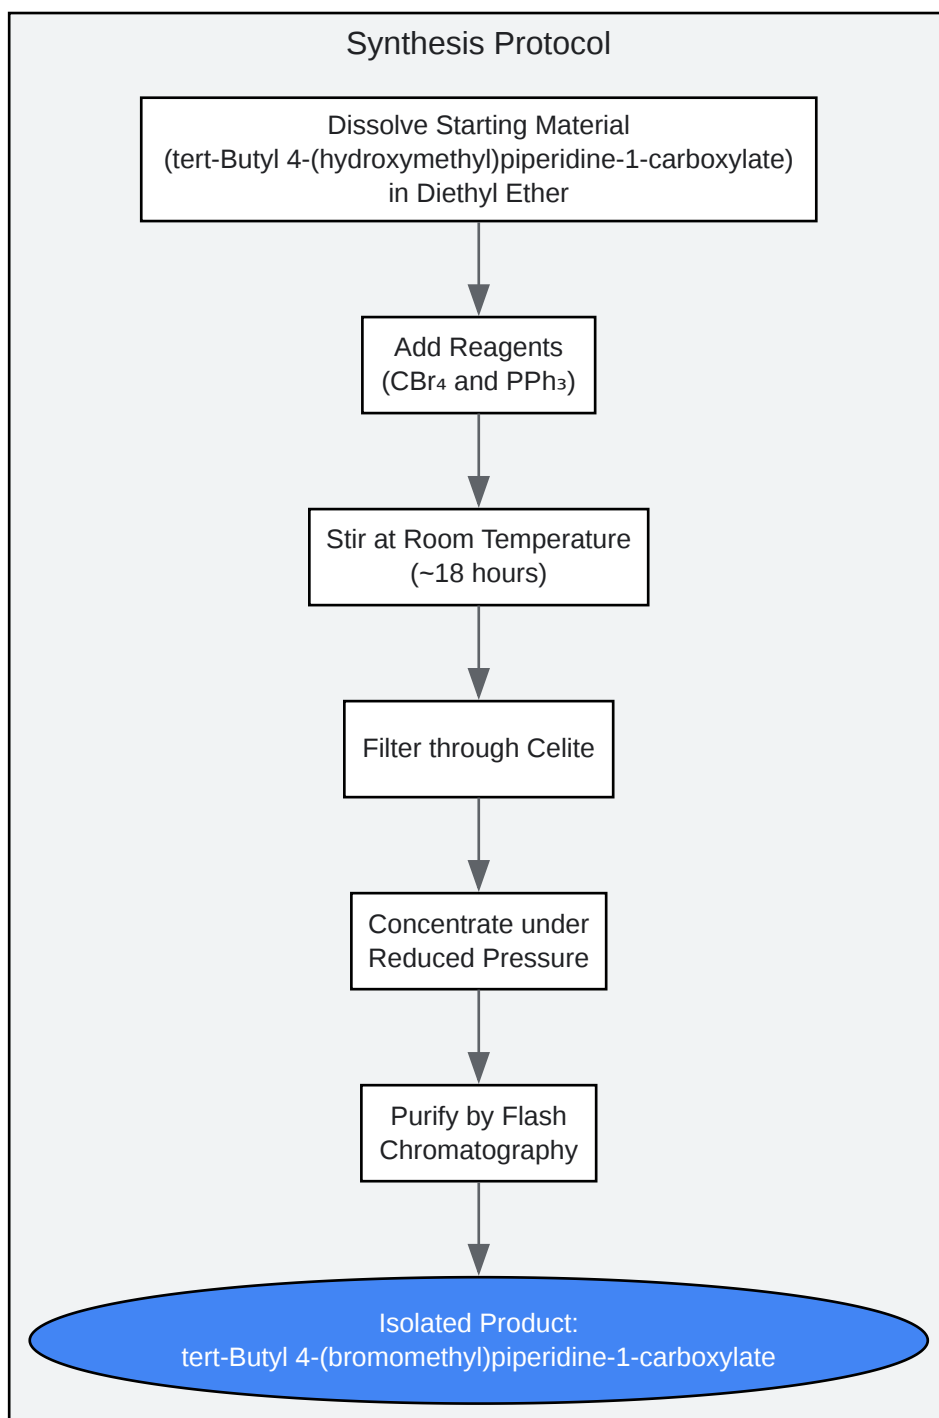 Synthesis Protocol
Dissolve Starting Material
(tert-Butyl 4-(hydroxymethyl)piperidine-1-carboxylate)
in Diethyl Ether
Add Reagents
(CBr₄ and PPh₃)
Stir at Room Temperature
(~18 hours)
Filter through Celite
Concentrate under
Reduced Pressure
Purify by Flash
Chromatography
Isolated Product:
tert-Butyl 4-(bromomethyl)piperidine-1-carboxylate